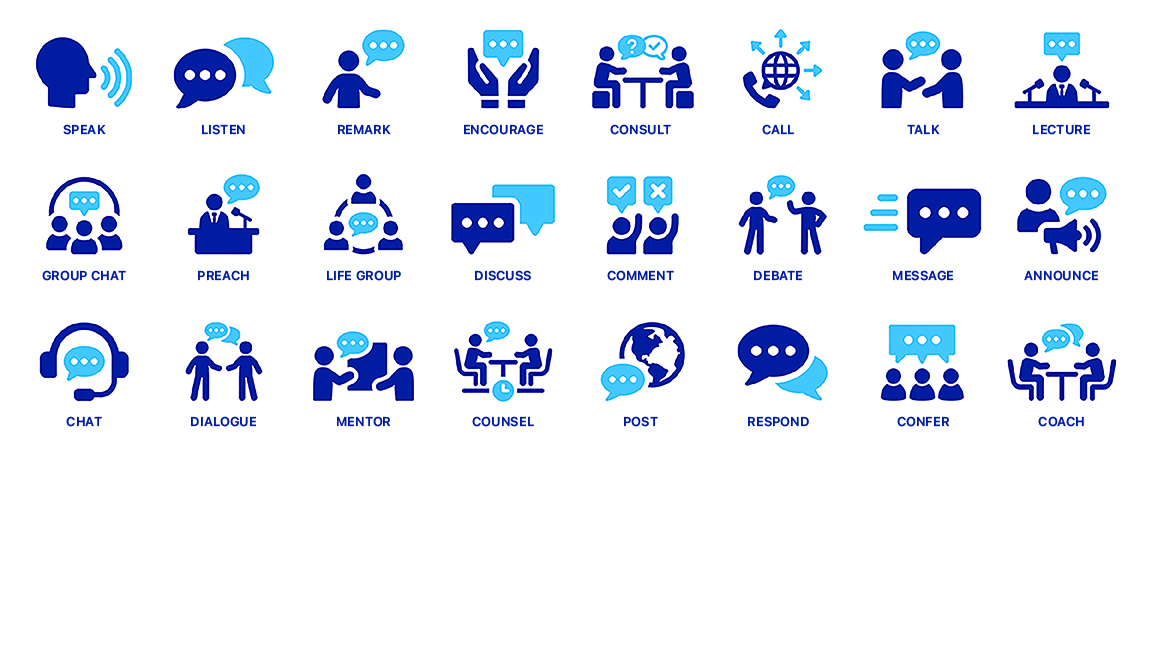 SPEAK
LISTEN
REMARK
ENCOURAGE
CONSULT
CALL
TALK
LECTURE
?
GROUP CHAT
PREACH
LIFE GROUP
DISCUSS
COMMENT
DEBATE
MESSAGE
ANNOUNCE
CHAT
DIALOGUE
MENTOR
COUNSEL
POST
RESPOND
CONFER
COACH